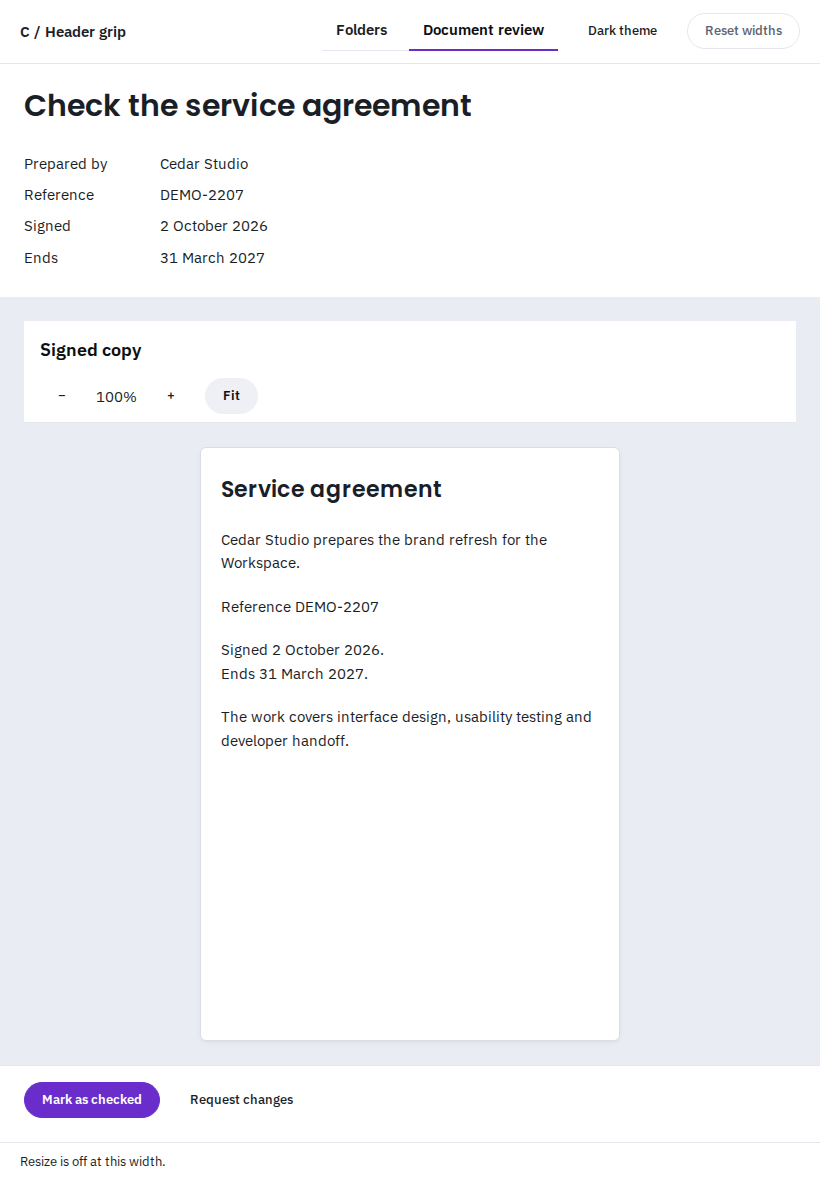 C / Header grip
Folders
Document review
Dark theme
Reset widths
Check the service agreement
Prepared by Cedar Studio
Reference DEMO-2207
Signed 2 October 2026
Ends 31 March 2027
Signed copy
− 100% + Fit
Service agreement
Cedar Studio prepares the brand refresh for the
Workspace.
Reference DEMO-2207
Signed 2 October 2026.
Ends 31 March 2027.
The work covers interface design, usability testing and
developer handoff.
Mark as checked
Request changes
Resize is off at this width.